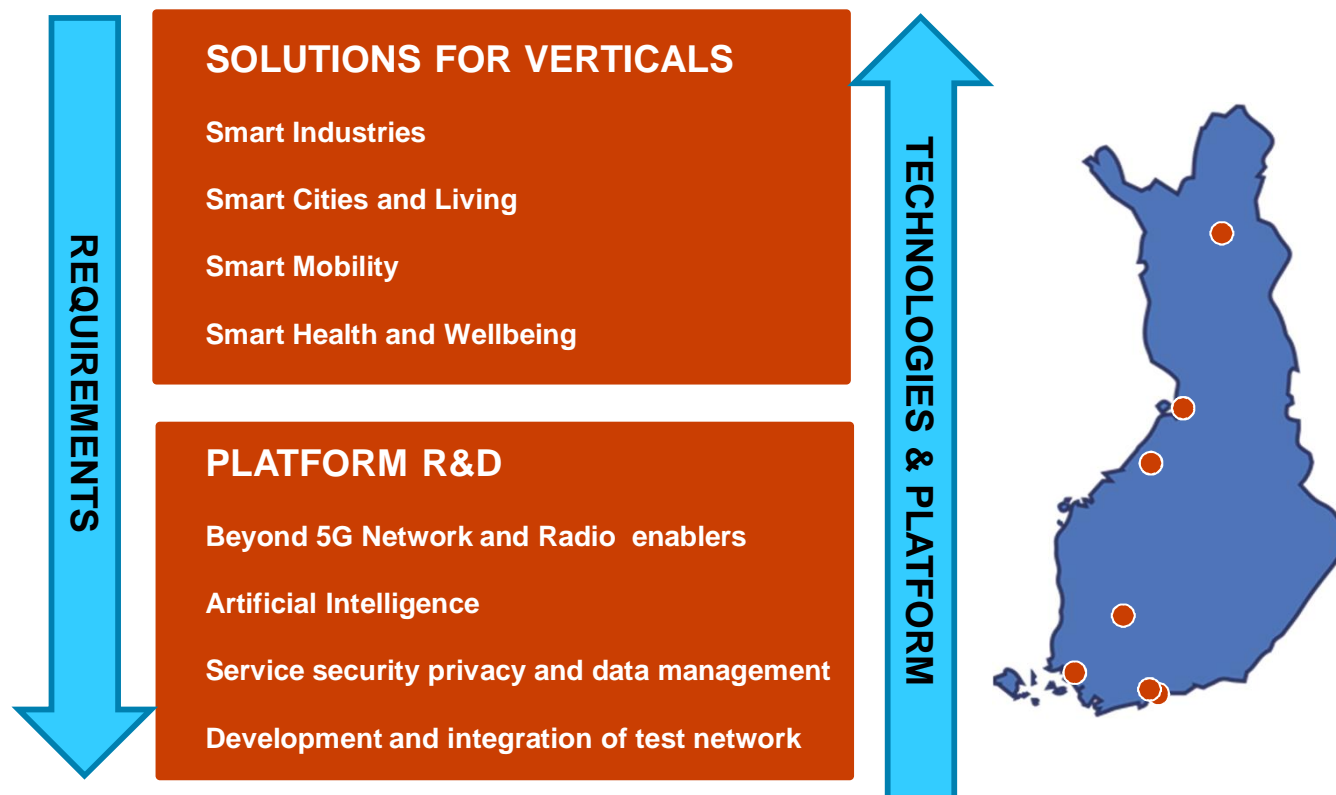 REQUIREMENTS
SOLUTIONS FOR VERTICALS
Smart Industries
Smart Cities and Living
Smart Mobility
Smart Health and Wellbeing
PLATFORM R&D
Beyond 5G Network and Radio  enablers
Artificial Intelligence
Service security privacy and data management
Development and integration of test network
TECHNOLOGIES & PLATFORM